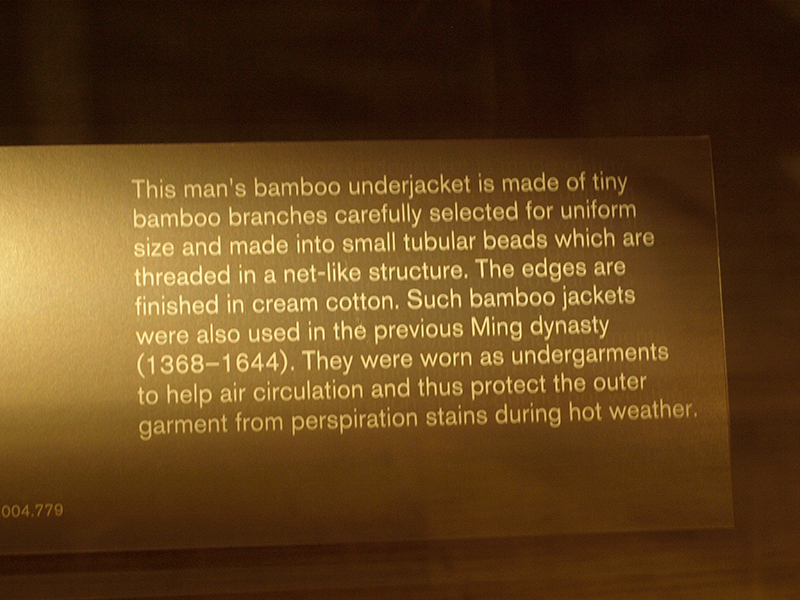 This man's bamboo underjacket is made of tiny
bamboo branches carefully selected for uniform
size and made into small tubular beads which are
threaded in a net-like structure. The edges are
finished in cream cotton. Such bamboo jackets
were also used in the previous Ming dynasty
(1368–1644). They were worn as undergarments
to help air circulation and thus protect the outer
garment from perspiration stains during hot weather.
004.779